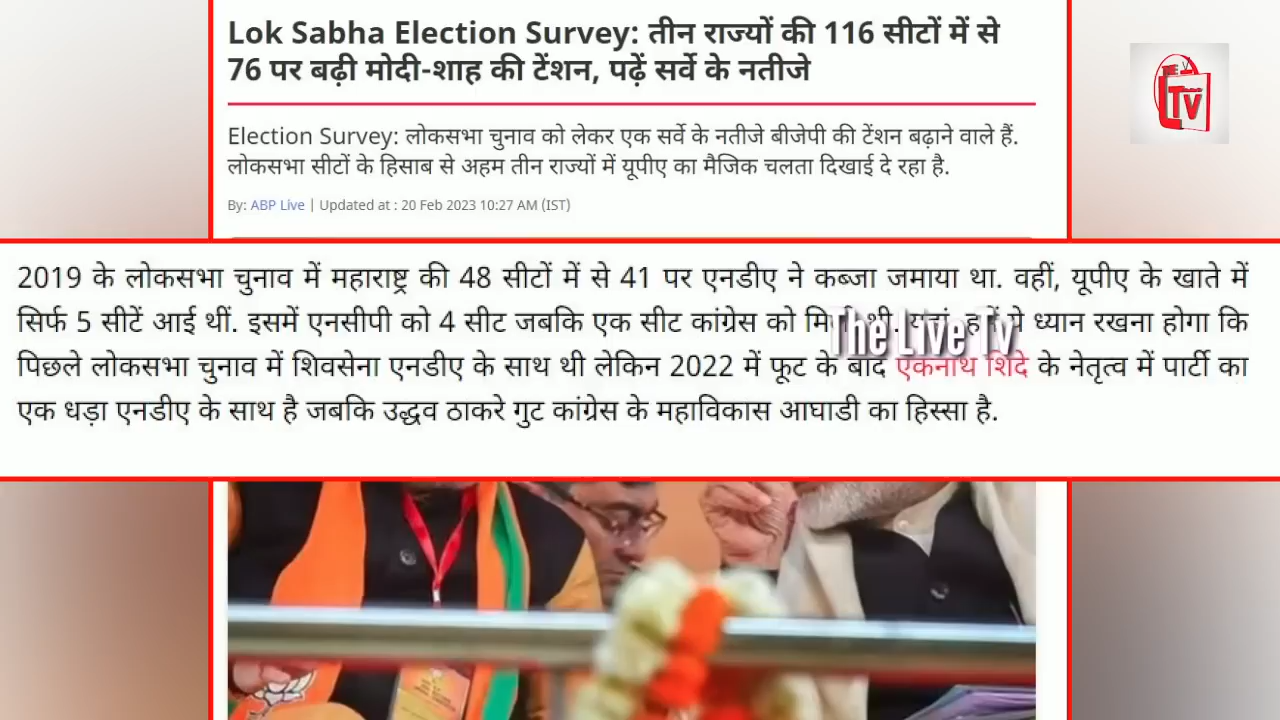 Lok Sabha Election Survey: तीन राज्यों की 116 सीटों में से
76 पर बढ़ी मोदी-शाह की टेंशन, पढ़ें सर्वे के नतीजे
TV
Election Survey: लोकसभा चुनाव को लेकर एक सर्वे के नतीजे बीजेपी की टेंशन बढ़ाने वाले हैं.
लोकसभा सीटों के हिसाब से अहम तीन राज्यों में यूपीए का मैजिक चलता दिखाई दे रहा है.
By: ABP Live | Updated at : 20 Feb 2023 10:27 AM (IST)
2019 के लोकसभा चुनाव में महाराष्ट्र की 48 सीटों में से 41 पर एनडीए ने कब्जा जमाया था. वहीं, यूपीए के खाते में
सिर्फ 5 सीटें आई थीं. इसमें एनसीपी को 4 सीट जबकि एक सीट कांग्रेस को थी. ध्यान रखना होगा कि
The Live Tv
पिछले लोकसभा चुनाव में शिवसेना एनडीए के साथ थी लेकिन 2022 में फूट के बाद एकनाथ शिंदे के नेतृत्व में पार्टी का
एक धड़ा एनडीए के साथ है जबकि उद्धव ठाकरे गुट कांग्रेस के महाविकास आघाडी का हिस्सा है.